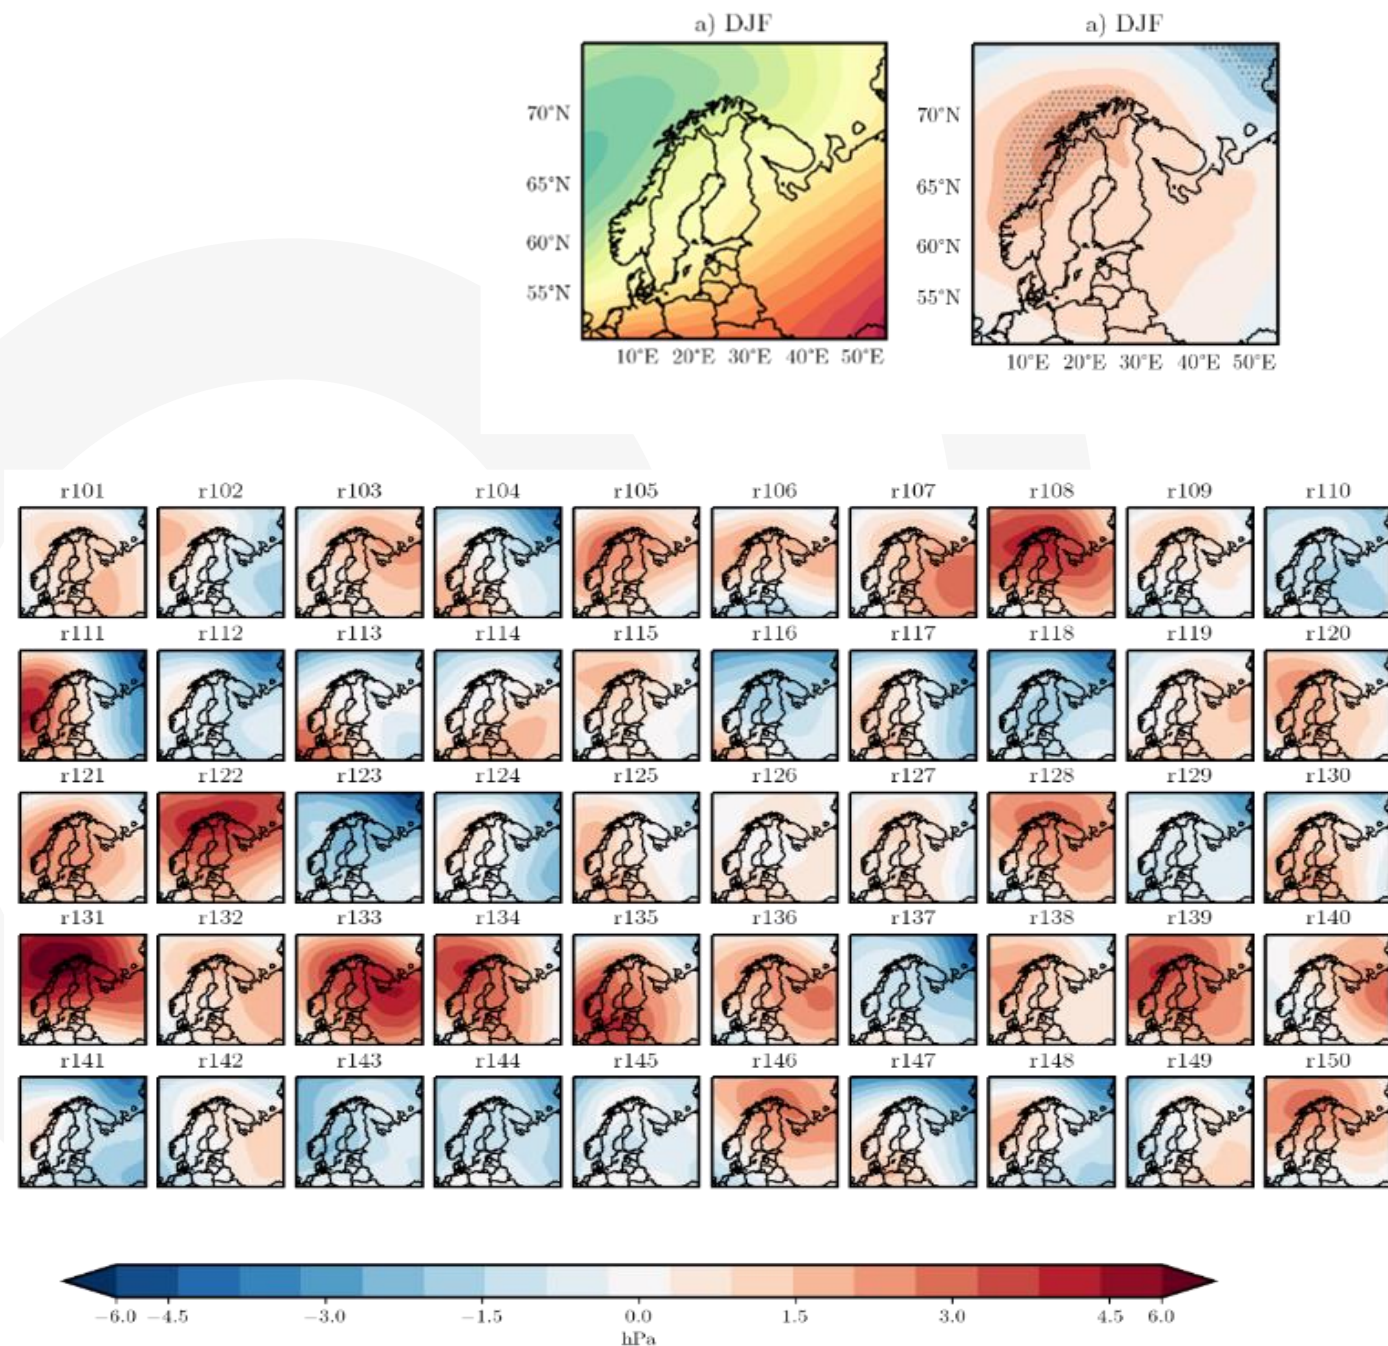 a) DJF a) DJF
70°N 70°N
65°N 65°N
60°N 60°N
55°N 55°N
10°E 20°E 30°E 40°E 50°E 10°E 20°E 30°E 40°E 50°E
r101 r102 r103 r104 r105 r106 r107 r108 r109 r110
r111 r112 r113 r114 r115 r116 r117 r118 r119 r120
r121 r122 r123 r124 r125 r126 r127 r128 r129 r130
r131 r132 r133 r134 r135 r136 r137 r138 r139 r140
r141 r142 r143 r144 r145 r146 r147 r148 r149 r150
−6.0 −4.5 −3.0 −1.5 0.0 1.5 3.0 4.5 6.0
hPa